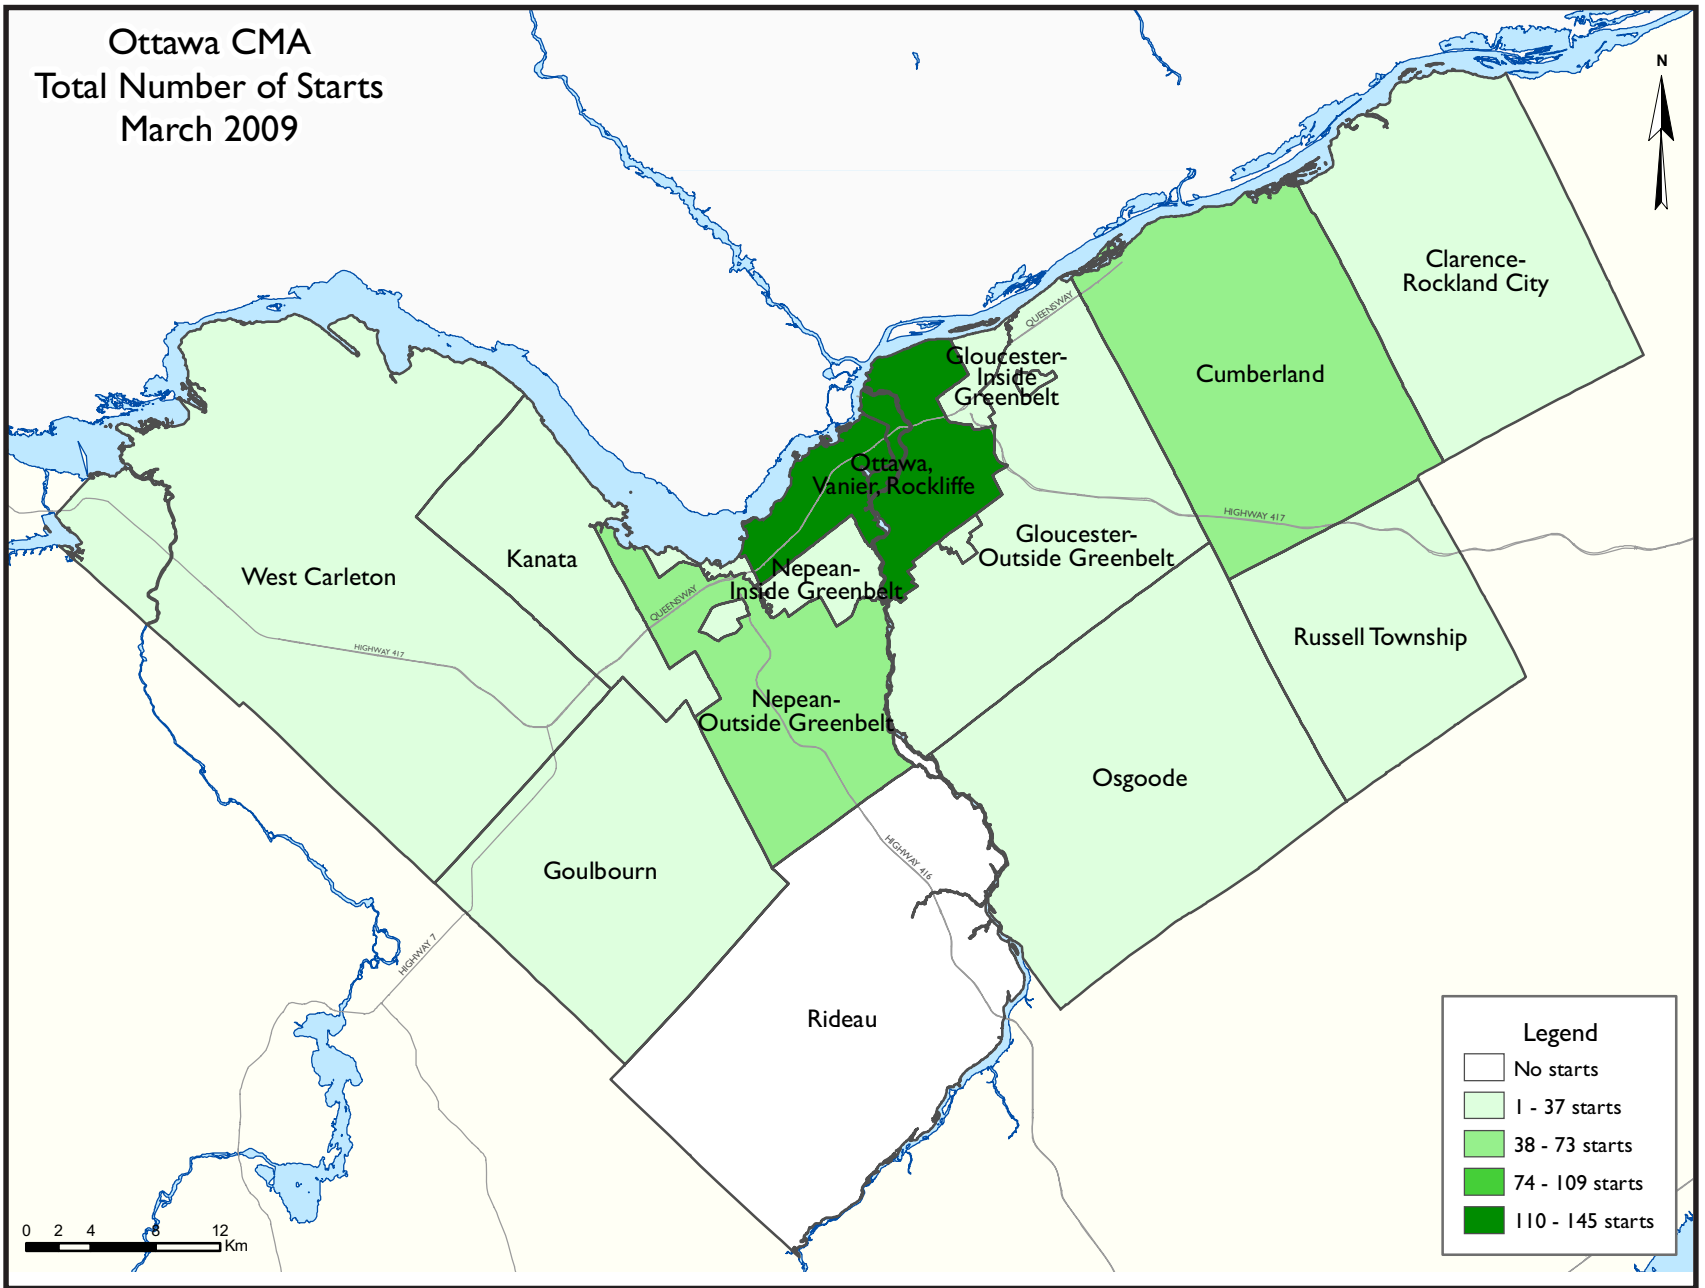 Ottawa CMA
Total Number of Starts
March 2009
N
Clarence-
Rockland City
QUEENSWAY
Gloucester-
Inside
Greenbelt
Cumberland
Ottawa,
Vanier, Rockliffe
HIGHWAY 417
Gloucester-
Outside Greenbelt
Kanata
West Carleton
Nepean-
Inside Greenbelt
QUEENSWAY
Russell Township
HIGHWAY 417
Nepean-
Outside Greenbelt
Osgoode
Goulbourn
HIGHWAY 416
HIGHWAY 7
Rideau
Legend
No starts
1 - 37 starts
38 - 73 starts
74 - 109 starts
110 - 145 starts
0 2 4 8 12
Km